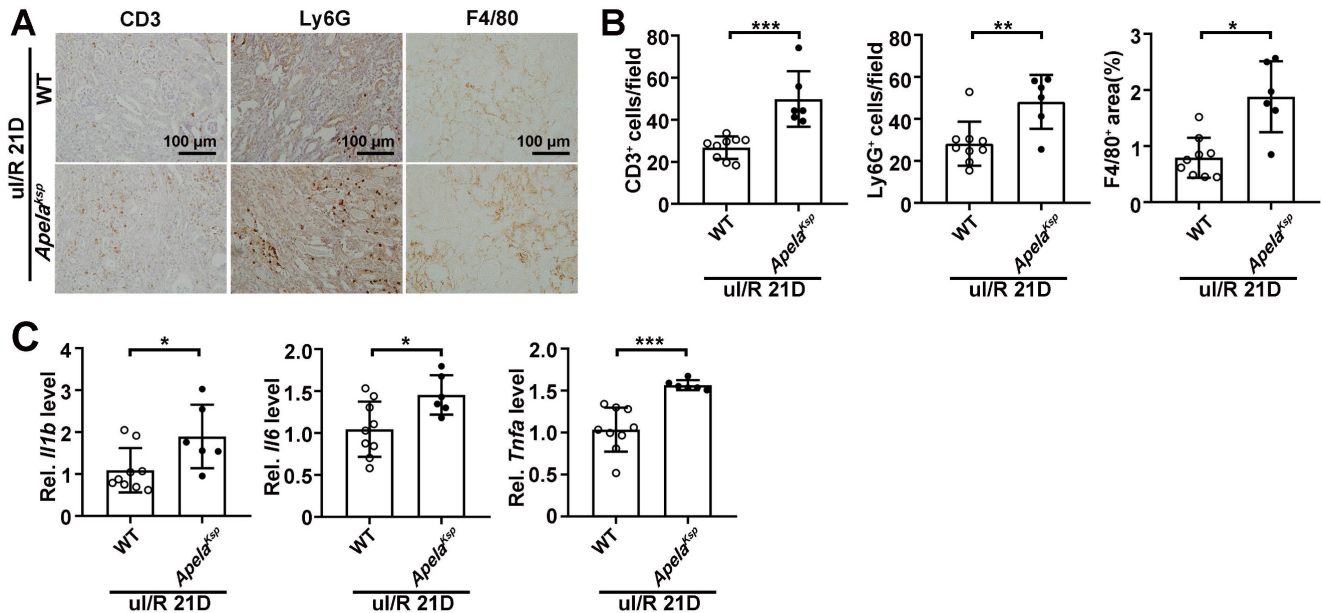 A
CD3
Ly6G
F4/80
uI/R 21D
WT
Apela^Ksp
100 μm
100 μm
100 μm
B
CD3⁺ cells/field
80
60
40
20
0
***
WT
Apela^Ksp
uI/R 21D
Ly6G⁺ cells/field
80
60
40
20
0
**
WT
Apela^Ksp
uI/R 21D
F4/80⁺ area(%)
3
2
1
0
*
WT
Apela^Ksp
uI/R 21D
C
Rel. Il1b level
4
3
2
1
0
*
WT
Apela^Ksp
uI/R 21D
Rel. Il6 level
2.0
1.5
1.0
0.5
0
*
WT
Apela^Ksp
uI/R 21D
Rel. Tnfa level
2.0
1.5
1.0
0.5
0
***
WT
Apela^Ksp
uI/R 21D